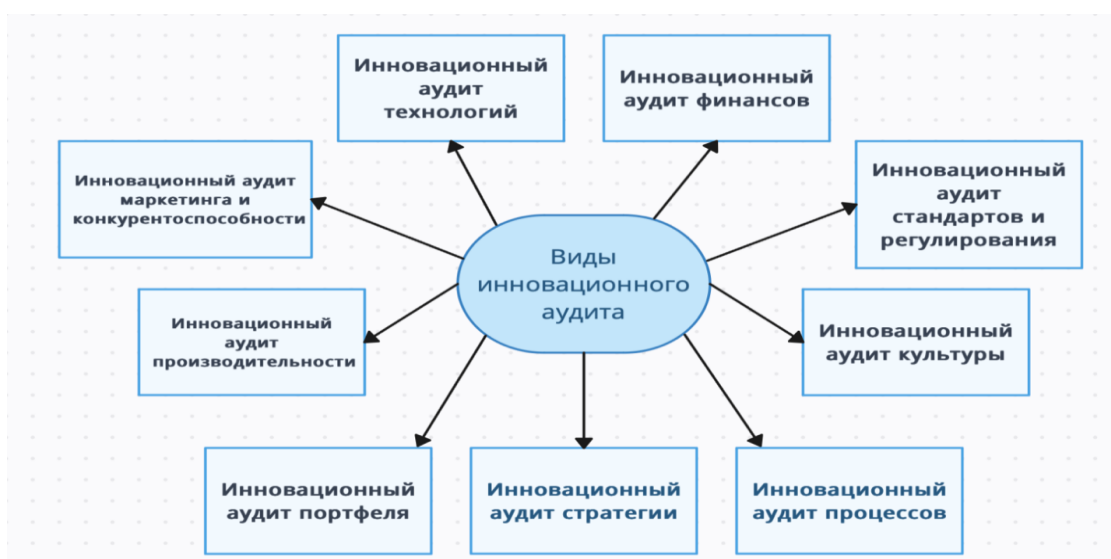 Инновационный
аудит
технологий
Инновационный
аудит финансов
Инновационный аудит
маркетинга и
конкурентоспособности
Инновационный
аудит
стандартов и
регулирования
Виды
инновационного
аудита
Инновационный
аудит
производительности
Инновационный
аудит культуры
Инновационный
аудит портфеля
Инновационный
аудит стратегии
Инновационный
аудит процессов